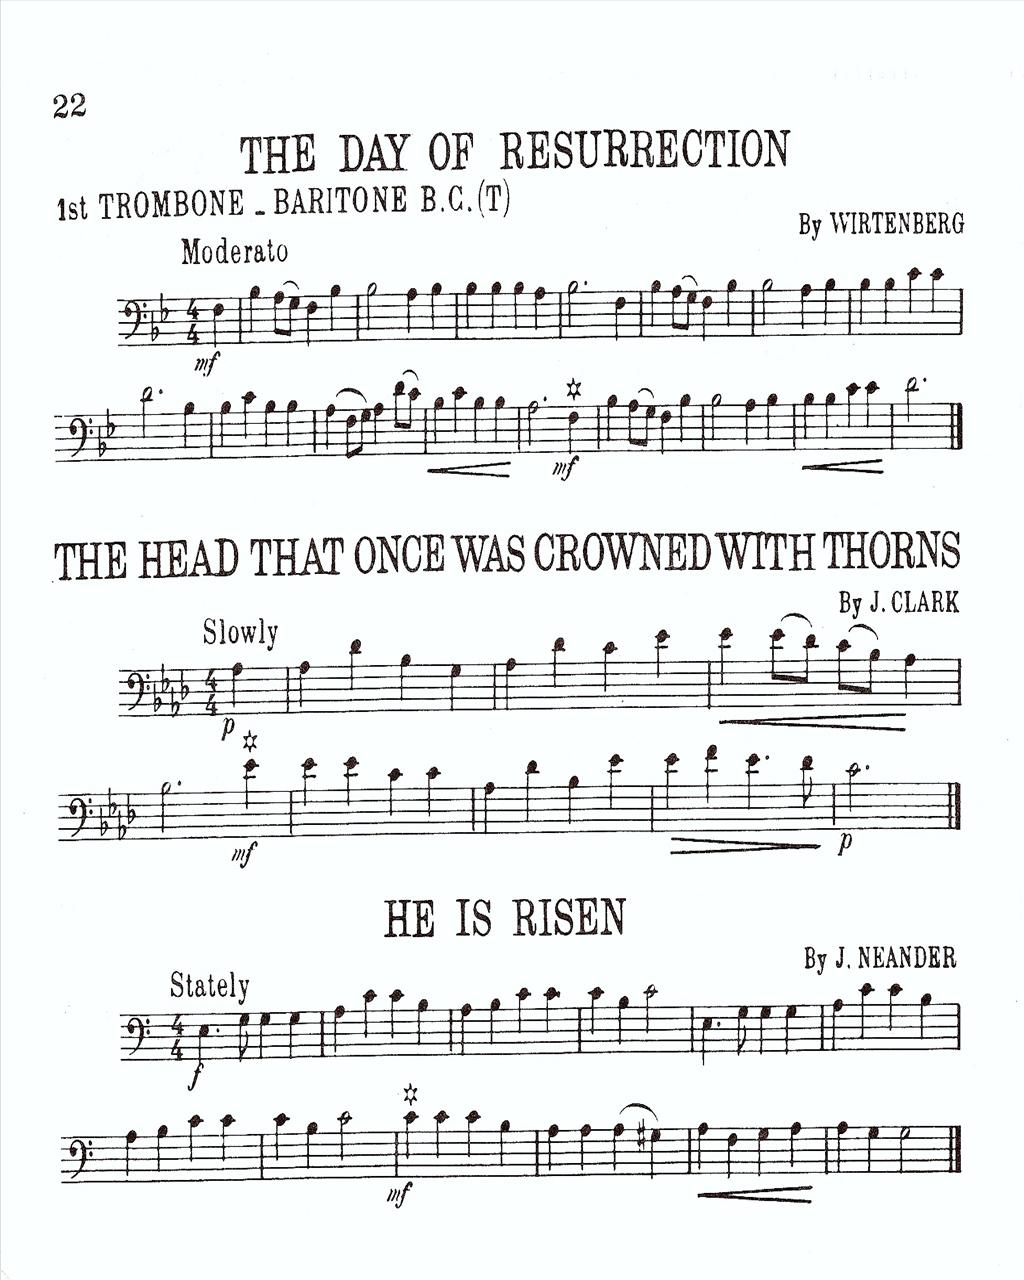 22
THE DAY OF RESURRECTION
1st TROMBONE - BARITONE B.C. (T)
By WIRTENBERG
Moderato
mf
mf
THE HEAD THAT ONCE WAS CROWNED WITH THORNS
By J. CLARK
Slowly
p
mf
p
HE IS RISEN
By J. NEANDER
Stately
f
mf